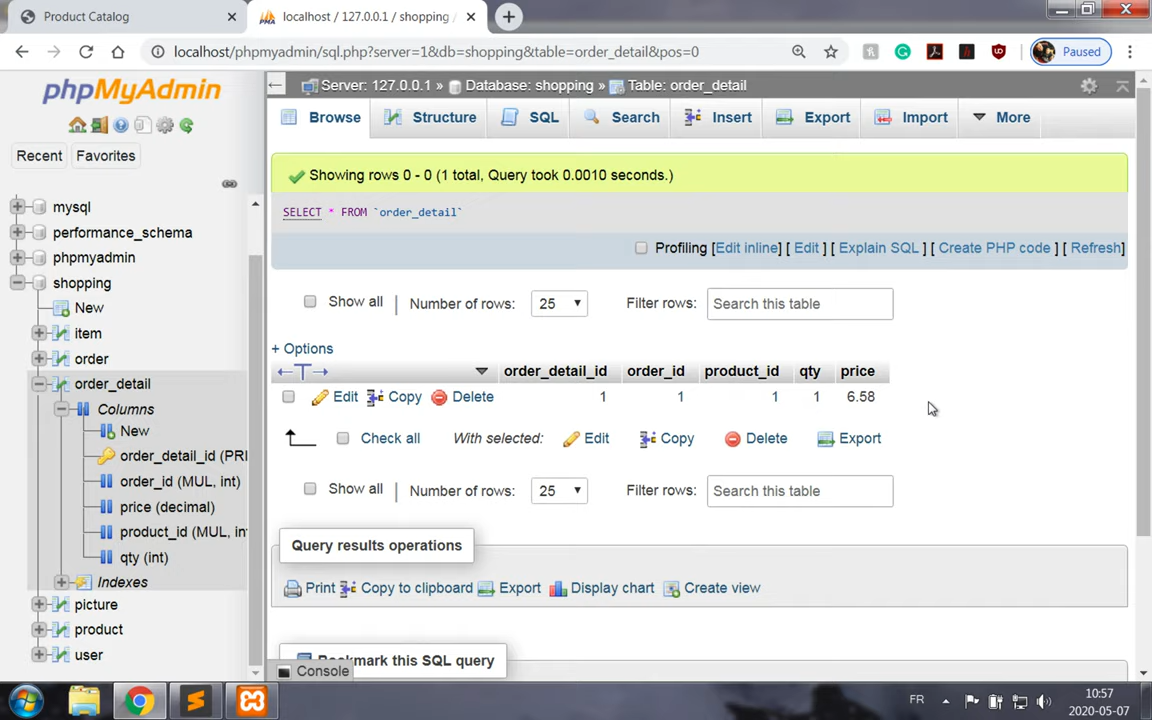 Product Catalog
localhost / 127.0.0.1 / shopping
localhost/phpmyadmin/sql.php?server=1&db=shopping&table=order_detail&pos=0
Paused
phpMyAdmin
Recent Favorites
mysql
performance_schema
phpmyadmin
shopping
New
item
order
order_detail
Columns
New
order_detail_id (PRI
order_id (MUL, int)
price (decimal)
product_id (MUL, in
qty (int)
Indexes
picture
product
user
Server: 127.0.0.1 » Database: shopping » Table: order_detail
Browse Structure SQL Search Insert Export Import More
Showing rows 0 - 0 (1 total, Query took 0.0010 seconds.)
SELECT * FROM `order_detail`
Profiling [Edit inline] [ Edit ] [ Explain SQL ] [ Create PHP code ] [ Refresh]
Show all | Number of rows: 25 Filter rows: Search this table
+ Options
order_detail_id order_id product_id qty price
Edit Copy Delete 1 1 1 1 6.58
Check all With selected: Edit Copy Delete Export
Show all | Number of rows: 25 Filter rows: Search this table
Query results operations
Print Copy to clipboard Export Display chart Create view
Bookmark this SQL query
Console
FR
10:57
2020-05-07